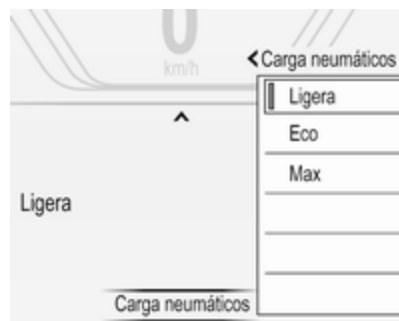 0
km/h
Carga neumáticos
Ligera
Eco
Max
Ligera
Carga neumáticos